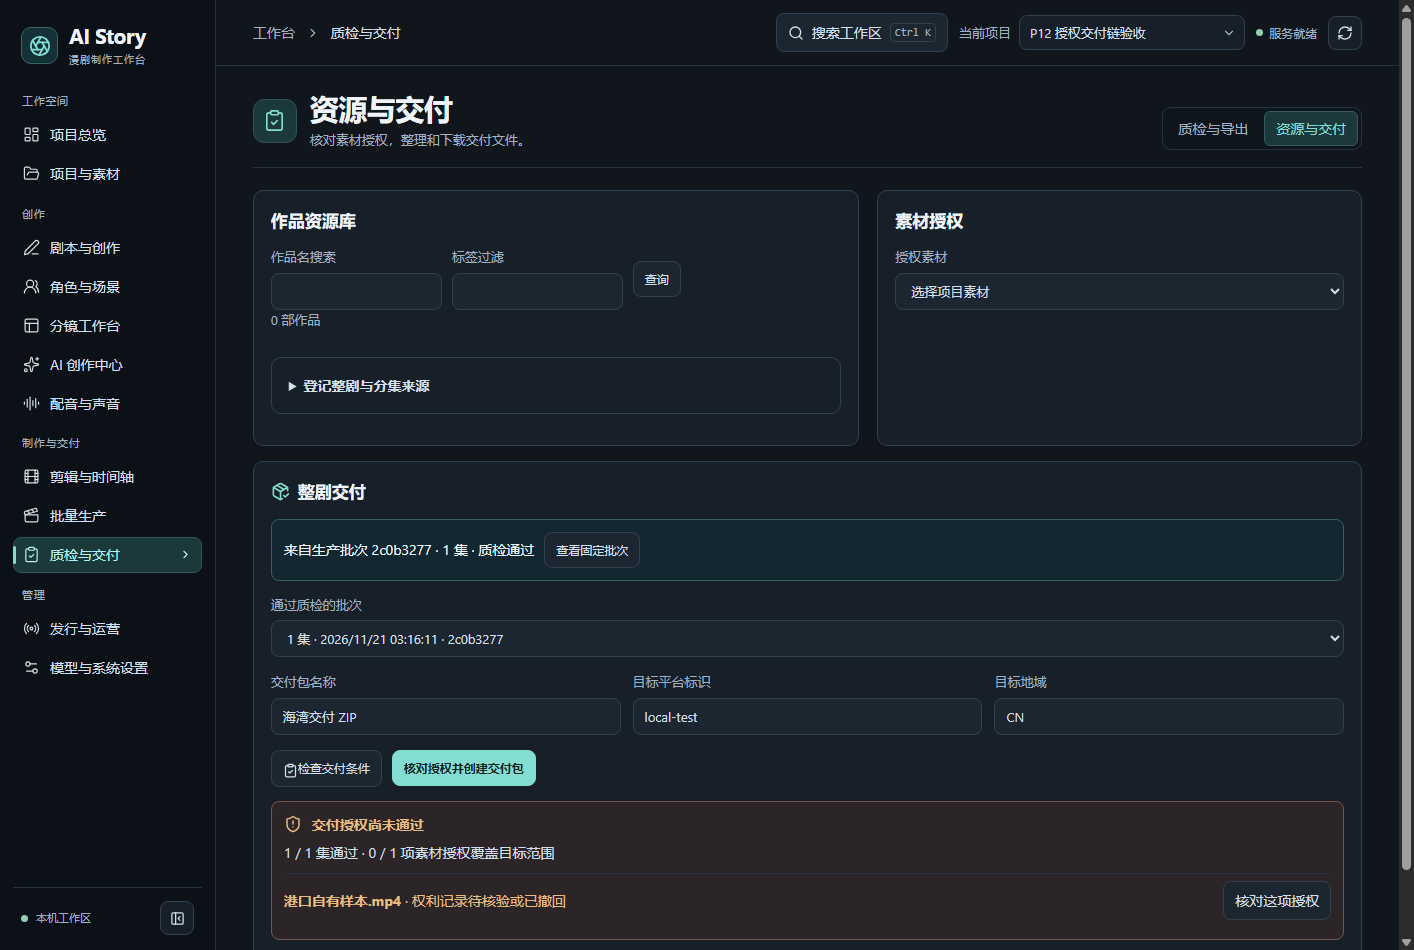 AI Story
漫剧制作工作台
工作空间
项目总览
项目与素材
创作
剧本与创作
角色与场景
分镜工作台
AI 创作中心
配音与声音
制作与交付
剪辑与时间轴
批量生产
质检与交付
管理
发行与运营
模型与系统设置
本机工作区
工作台 > 质检与交付
搜索工作区 Ctrl K
当前项目
P12 授权交付链验收
服务就绪
资源与交付
核对素材授权，整理和下载交付文件。
质检与导出
资源与交付
作品资源库
作品名搜索
标签过滤
查询
0 部作品
登记整剧与分集来源
素材授权
授权素材
选择项目素材
整剧交付
来自生产批次 2c0b3277 · 1 集 · 质检通过
查看固定批次
通过质检的批次
1 集 · 2026/11/21 03:16:11 · 2c0b3277
交付包名称
目标平台标识
目标地域
海湾交付 ZIP
local-test
CN
检查交付条件
核对授权并创建交付包
交付授权尚未通过
1 / 1 集通过 · 0 / 1 项素材授权覆盖目标范围
港口自有样本.mp4 · 权利记录待核验或已撤回
核对这项授权